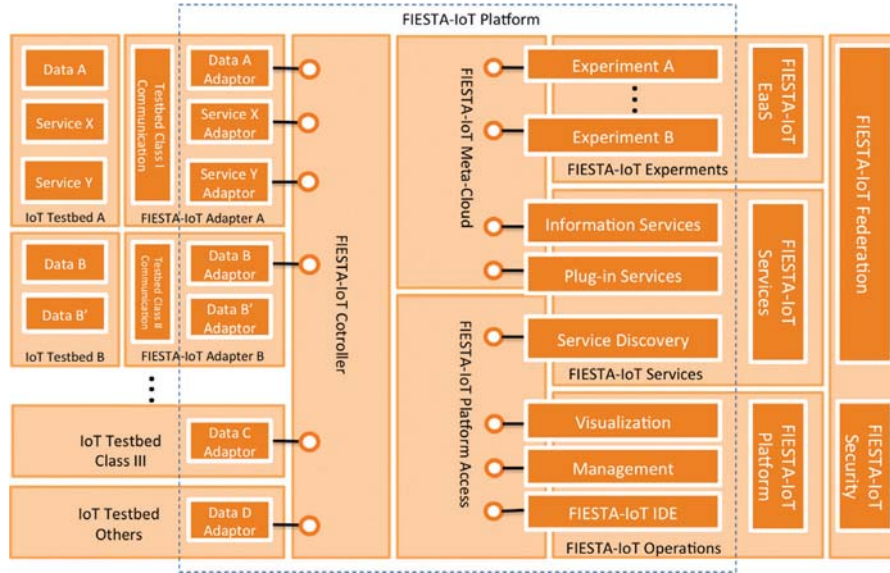 FIESTA-IoT Platform
Data A
Service X
Service Y
IoT Testbed A
Testbed Class I
Communication
Data A
Adaptor
Service X
Adaptor
Service Y
Adaptor
FIESTA-IoT Adapter A
Data B
Data B'
IoT Testbed B
Testbed Class II
Communication
Data B
Adaptor
Data B'
Adaptor
FIESTA-IoT Adapter B
IoT Testbed
Class III
Data C
Adaptor
IoT Testbed
Others
Data D
Adaptor
FIESTA-IoT Cotroller
FIESTA-IoT Meta-Cloud
FIESTA-IoT Platform Access
Experiment A
Experiment B
FIESTA-IoT Experments
Information Services
Plug-in Services
Service Discovery
FIESTA-IoT Services
Visualization
Management
FIESTA-IoT IDE
FIESTA-IoT Operations
FIESTA-IoT
EaaS
FIESTA-IoT
Services
FIESTA-IoT
Platform
FIESTA-IoT Federation
FIESTA-IoT
Security